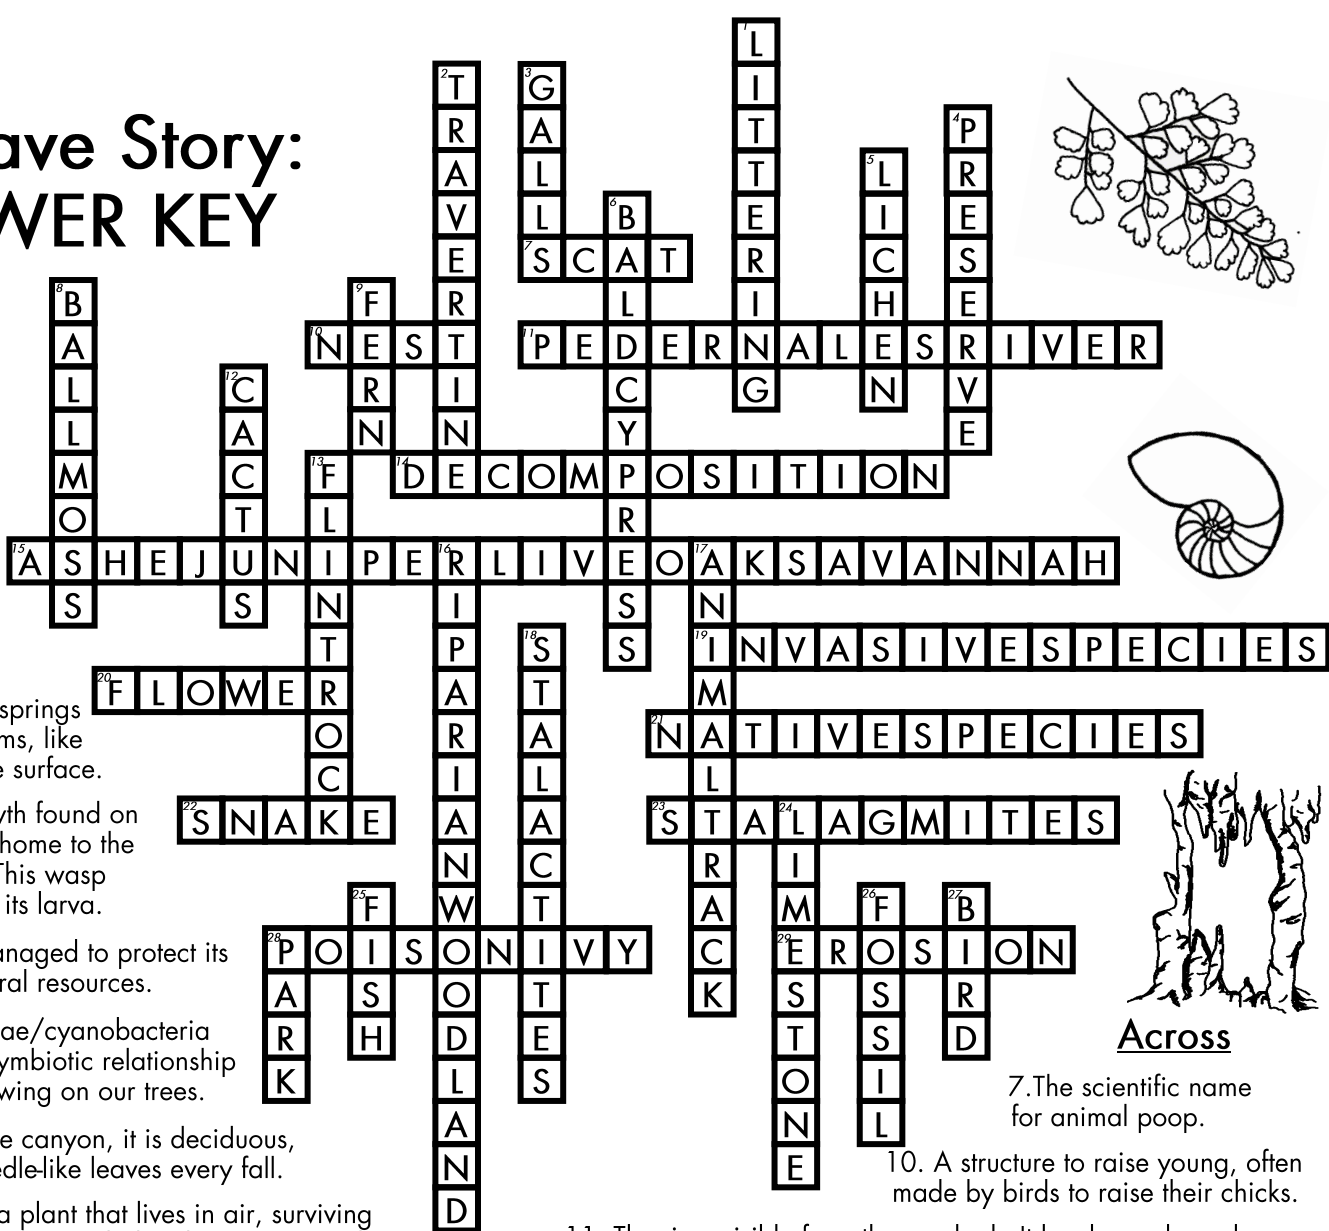 ave Story:
WER KEY
1 LITTERING
2 TRAVERTINE
3 GALLS
4 PRESERVE
5 LICHEN
6 BALDCYPRESS
7 SCAT
8 BALLMOSS
9 FERN
10 NEST
11 PEDERNALESRIVER
12 CACTUS
13 FLINTROCK
14 DECOMPOSITION
15 ASHEJUNIPERLIVEOAKSAVANNAH
16 RIPARIANWOODLAND
17 ANIMALTRACK
18 STALACTITES
19 INVASIVESPECIES
20 FLOWER
21 NATIVESPECIES
22 SNAKE
23 STALAGMITES
24 LIMESTONE
25 FISH
26 FOSSIL
27 BIRD
28 POISONIVY
28 PARK
29 EROSION
springs
ms, like
e surface.
wth found on
home to the
This wasp
its larva.
anaged to protect its
ral resources.
ae/cyanobacteria
ymbiotic relationship
wing on our trees.
e canyon, it is deciduous,
edle-like leaves every fall.
a plant that lives in air, surviving
Across
7.The scientific name
for animal poop.
10. A structure to raise young, often
made by birds to raise their chicks.